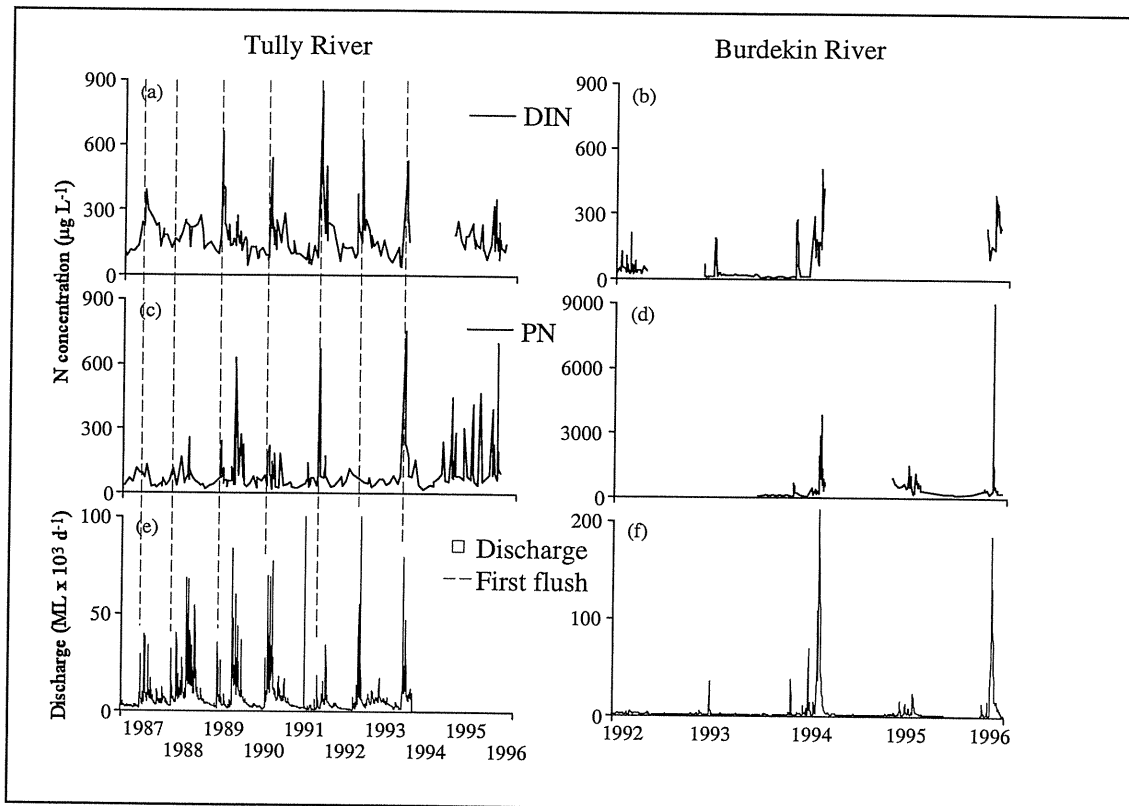 Tully River
Burdekin River
N concentration (µg L-1)
900
600
300
0
(a)
DIN
900
600
300
0
(b)
900
600
300
0
(c)
PN
9000
6000
3000
0
(d)
Discharge (ML x 10³ d-1)
100
50
0
(e)
Discharge
First flush
200
100
0
(f)
1987
1988
1989
1990
1991
1992
1993
1994
1995
1996
1992
1993
1994
1995
1996